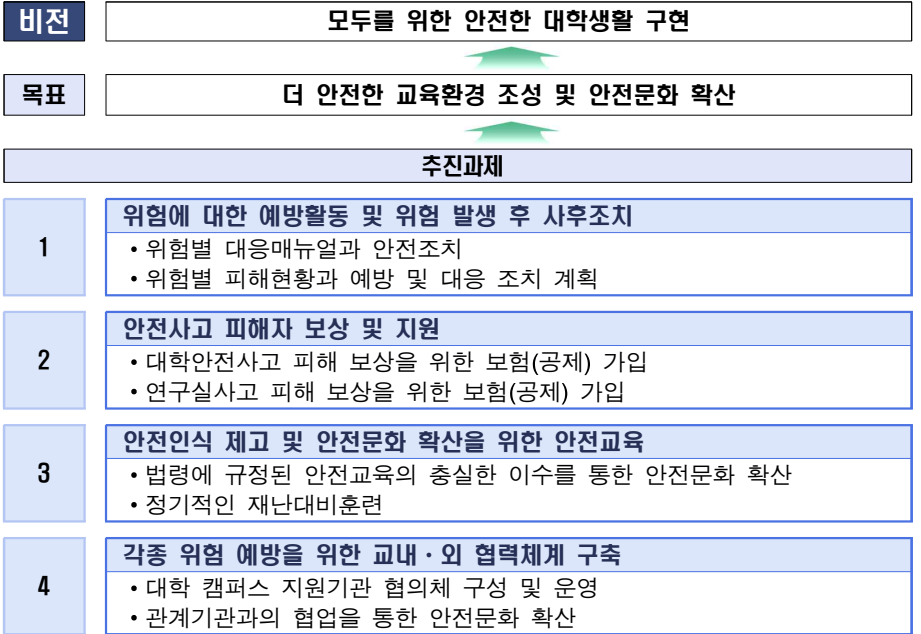 비전
모두를 위한 안전한 대학생활 구현
목표
더 안전한 교육환경 조성 및 안전문화 확산
추진과제
1
위험에 대한 예방활동 및 위험 발생 후 사후조치
• 위험별 대응매뉴얼과 안전조치
• 위험별 피해현황과 예방 및 대응 조치 계획
2
안전사고 피해자 보상 및 지원
• 대학안전사고 피해 보상을 위한 보험(공제) 가입
• 연구실사고 피해 보상을 위한 보험(공제) 가입
3
안전인식 제고 및 안전문화 확산을 위한 안전교육
• 법령에 규정된 안전교육의 충실한 이수를 통한 안전문화 확산
• 정기적인 재난대비훈련
4
각종 위험 예방을 위한 교내·외 협력체계 구축
• 대학 캠퍼스 지원기관 협의체 구성 및 운영
• 관계기관과의 협업을 통한 안전문화 확산